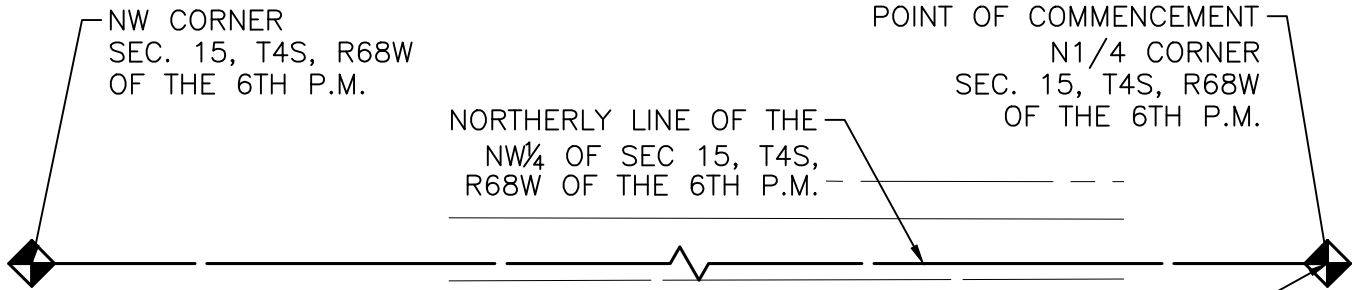 NW CORNER
SEC. 15, T4S, R68W
OF THE 6TH P.M.
POINT OF COMMENCEMENT
N1/4 CORNER
SEC. 15, T4S, R68W
OF THE 6TH P.M.
NORTHERLY LINE OF THE
NW¼ OF SEC 15, T4S,
R68W OF THE 6TH P.M.